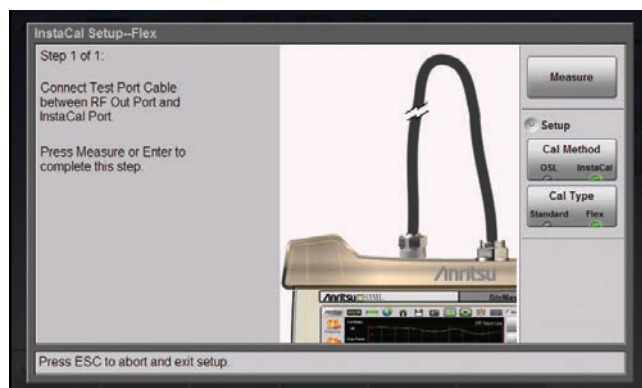 InstaCal Setup--Flex
Step 1 of 1:
Connect Test Port Cable
between RF Out Port and
InstaCal Port.
Press Measure or Enter to
complete this step.
Measure
Setup
Cal Method
OSL InstaCal
Cal Type
Standard Flex
Anritsu
Anritsu
SiteMas
Press ESC to abort and exit setup.